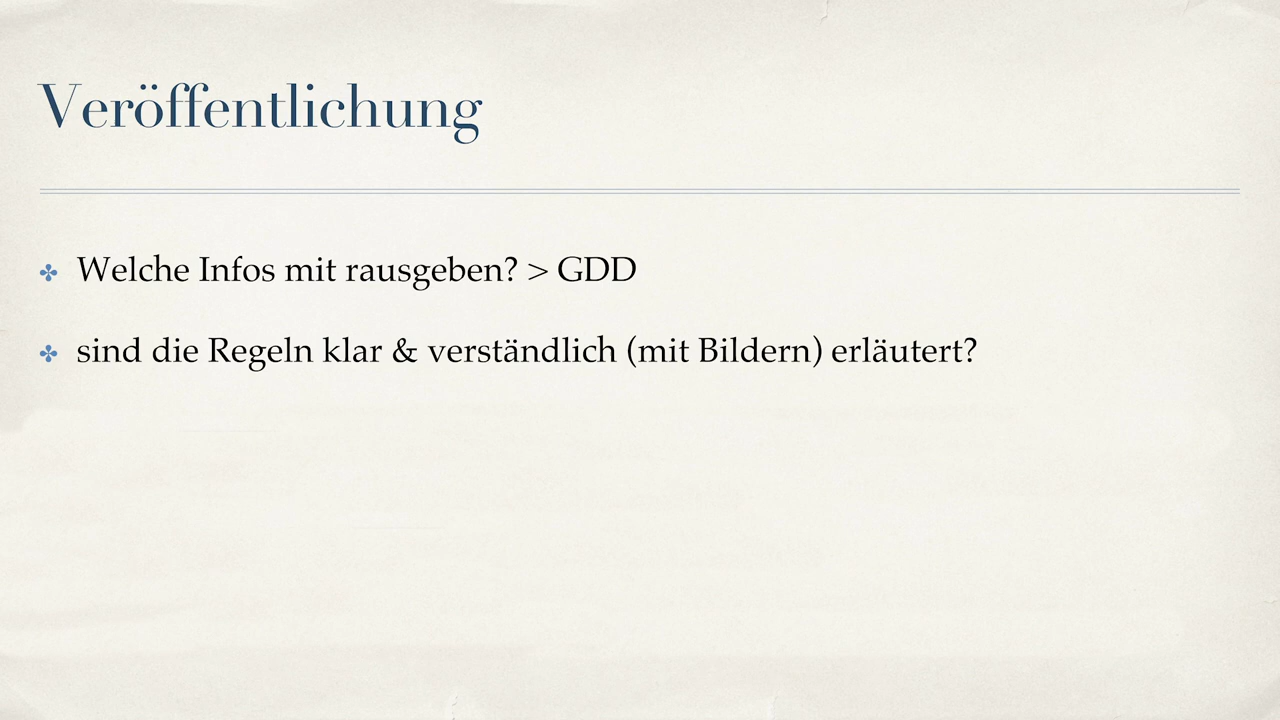 Veröffentlichung
Welche Infos mit rausgeben? > GDD
sind die Regeln klar & verständlich (mit Bildern) erläutert?